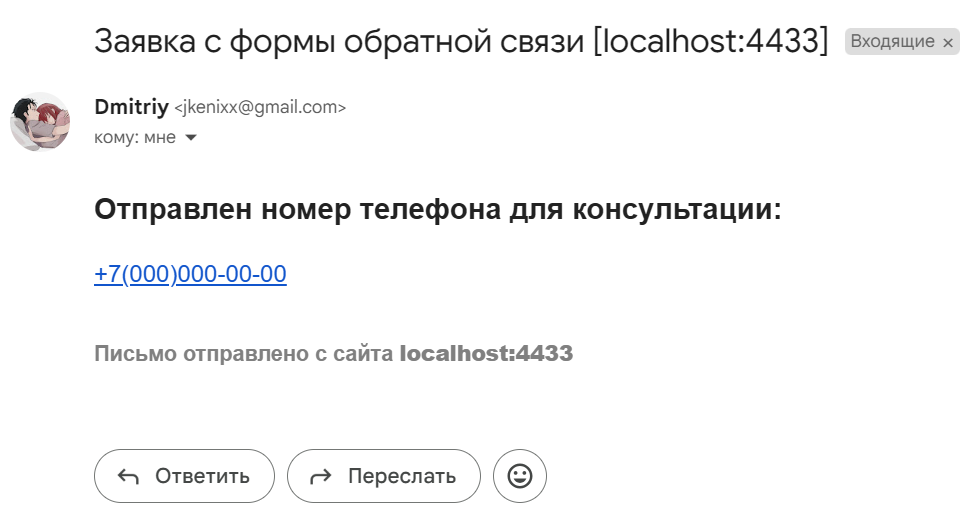 Заявка с формы обратной связи [localhost:4433] Входящие ×
Dmitriy <jkenixx@gmail.com>
кому: мне
Отправлен номер телефона для консультации:
+7(000)000-00-00
Письмо отправлено с сайта localhost:4433
Ответить Переслать